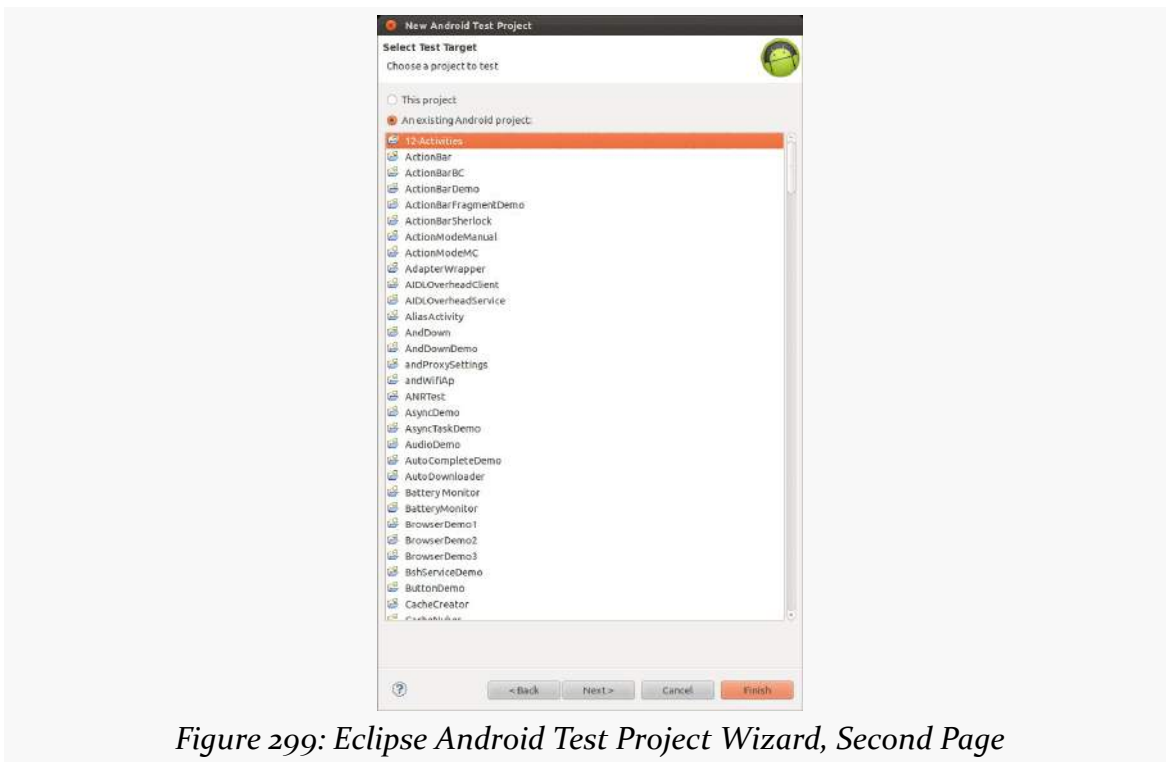 New Android Test Project
Select Test Target
Choose a project to test
This project
An existing Android project:
12-Activities
ActionBar
ActionBarBC
ActionBarDemo
ActionBarFragmentDemo
ActionBarSherlock
ActionModeManual
ActionModeMC
AdapterWrapper
AIDLOverheadClient
AIDLOverheadService
AliasActivity
AndDown
AndDownDemo
andProxySettings
andWifiAp
ANRTest
AsyncDemo
AsyncTaskDemo
AudioDemo
AutoCompleteDemo
AutoDownloader
Battery Monitor
BatteryMonitor
BrowserDemo1
BrowserDemo2
BrowserDemo3
BshServiceDemo
ButtonDemo
CacheCreator
< Back Next > Cancel Finish
Figure 299: Eclipse Android Test Project Wizard, Second Page